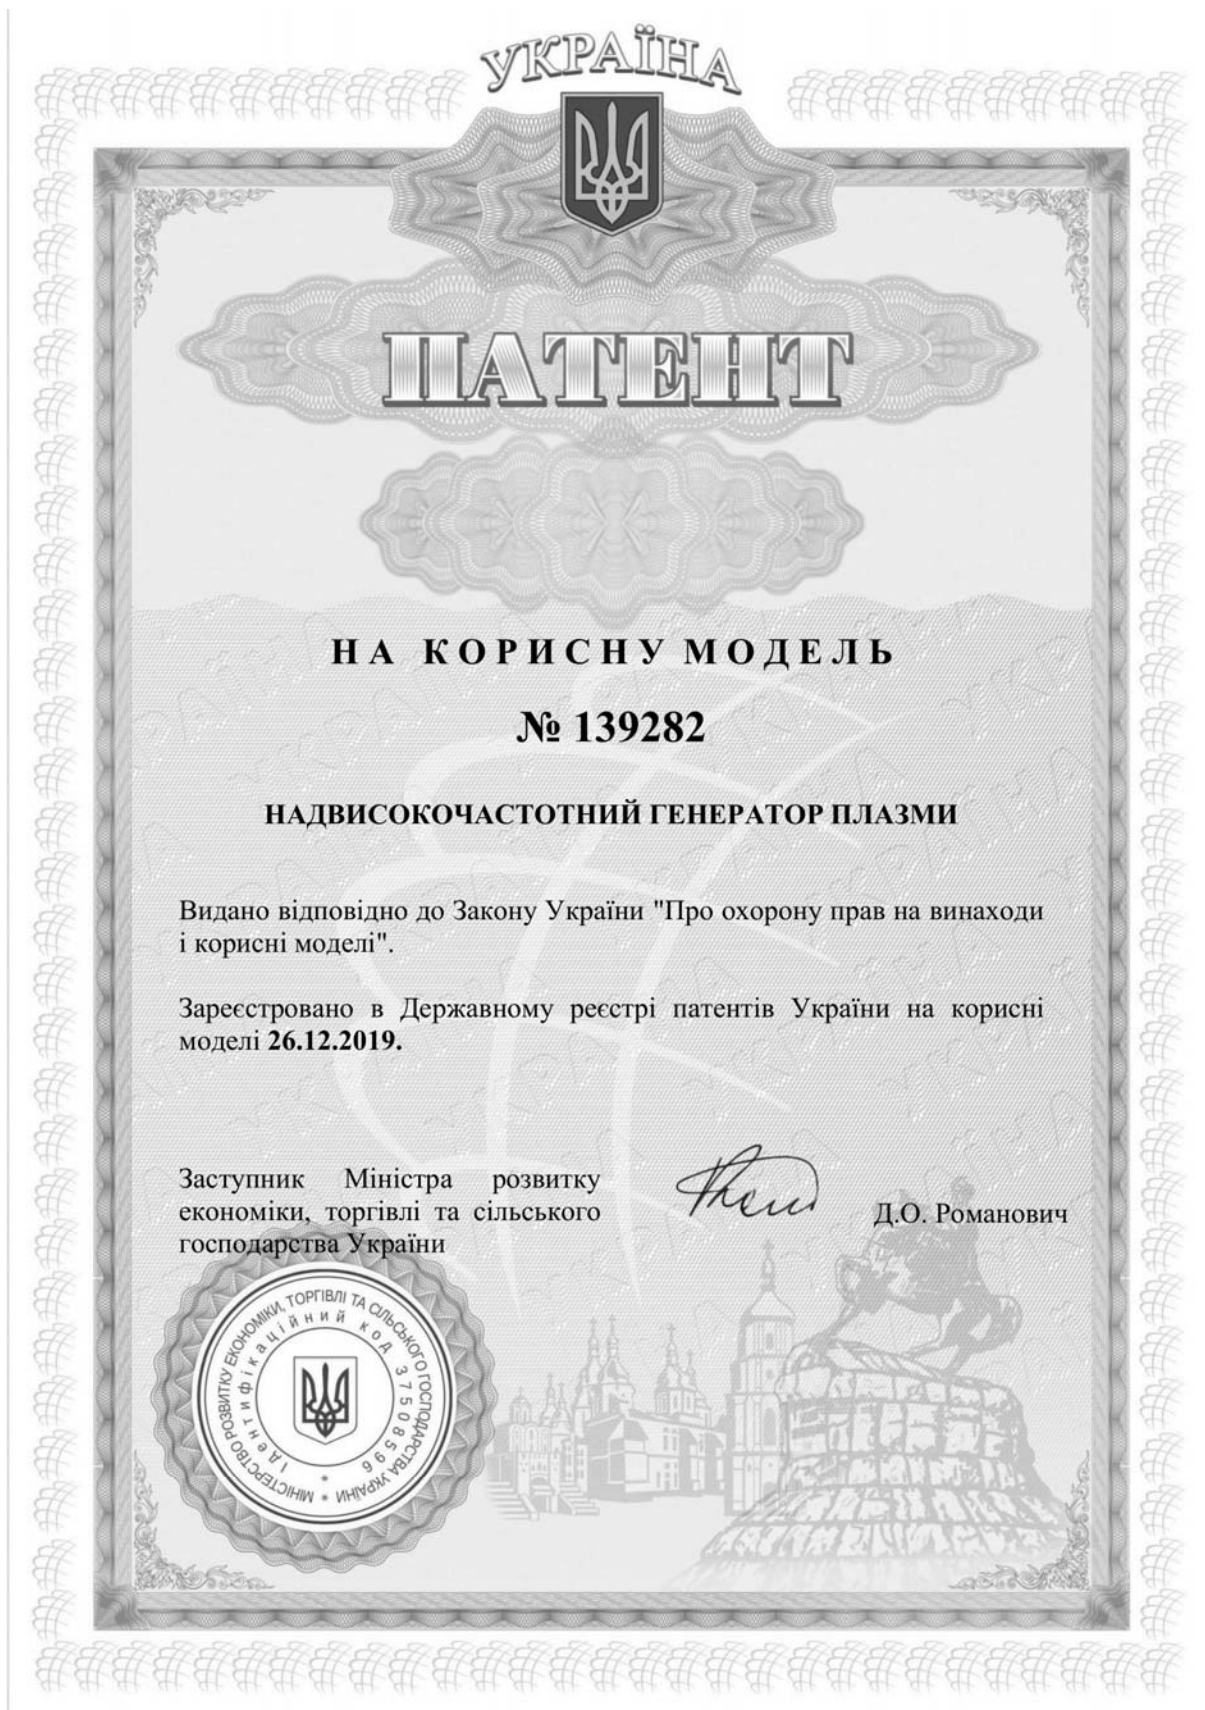 УКРАЇНА
ПАТЕНТ
НА КОРИСНУ МОДЕЛЬ
№ 139282
НАДВИСОКОЧАСТОТНИЙ ГЕНЕРАТОР ПЛАЗМИ
Видано відповідно до Закону України "Про охорону прав на винаходи
і корисні моделі".
Зареєстровано в Державному реєстрі патентів України на корисні
моделі 26.12.2019.
Заступник Міністра розвитку
економіки, торгівлі та сільського
господарства України
Д.О. Романович
МІНІСТЕРСТВО РОЗВИТКУ ЕКОНОМІКИ, ТОРГІВЛІ ТА СІЛЬСЬКОГО ГОСПОДАРСТВА УКРАЇНИ *
Ідентифікаційний код 37508596 *